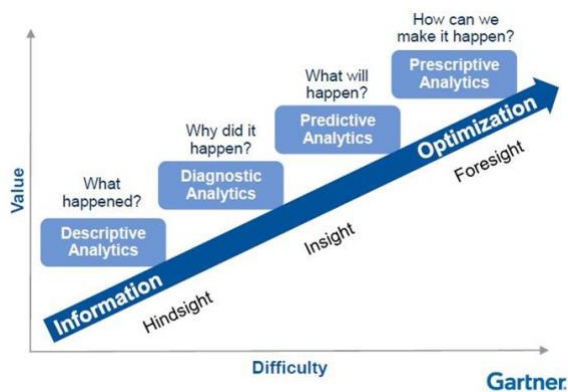 How can we
make it happen?
Prescriptive
Analytics
What will
happen?
Predictive
Analytics
Why did it
happen?
Diagnostic
Analytics
What
happened?
Descriptive
Analytics
Value
Information
Optimization
Hindsight
Insight
Foresight
Difficulty
Gartner